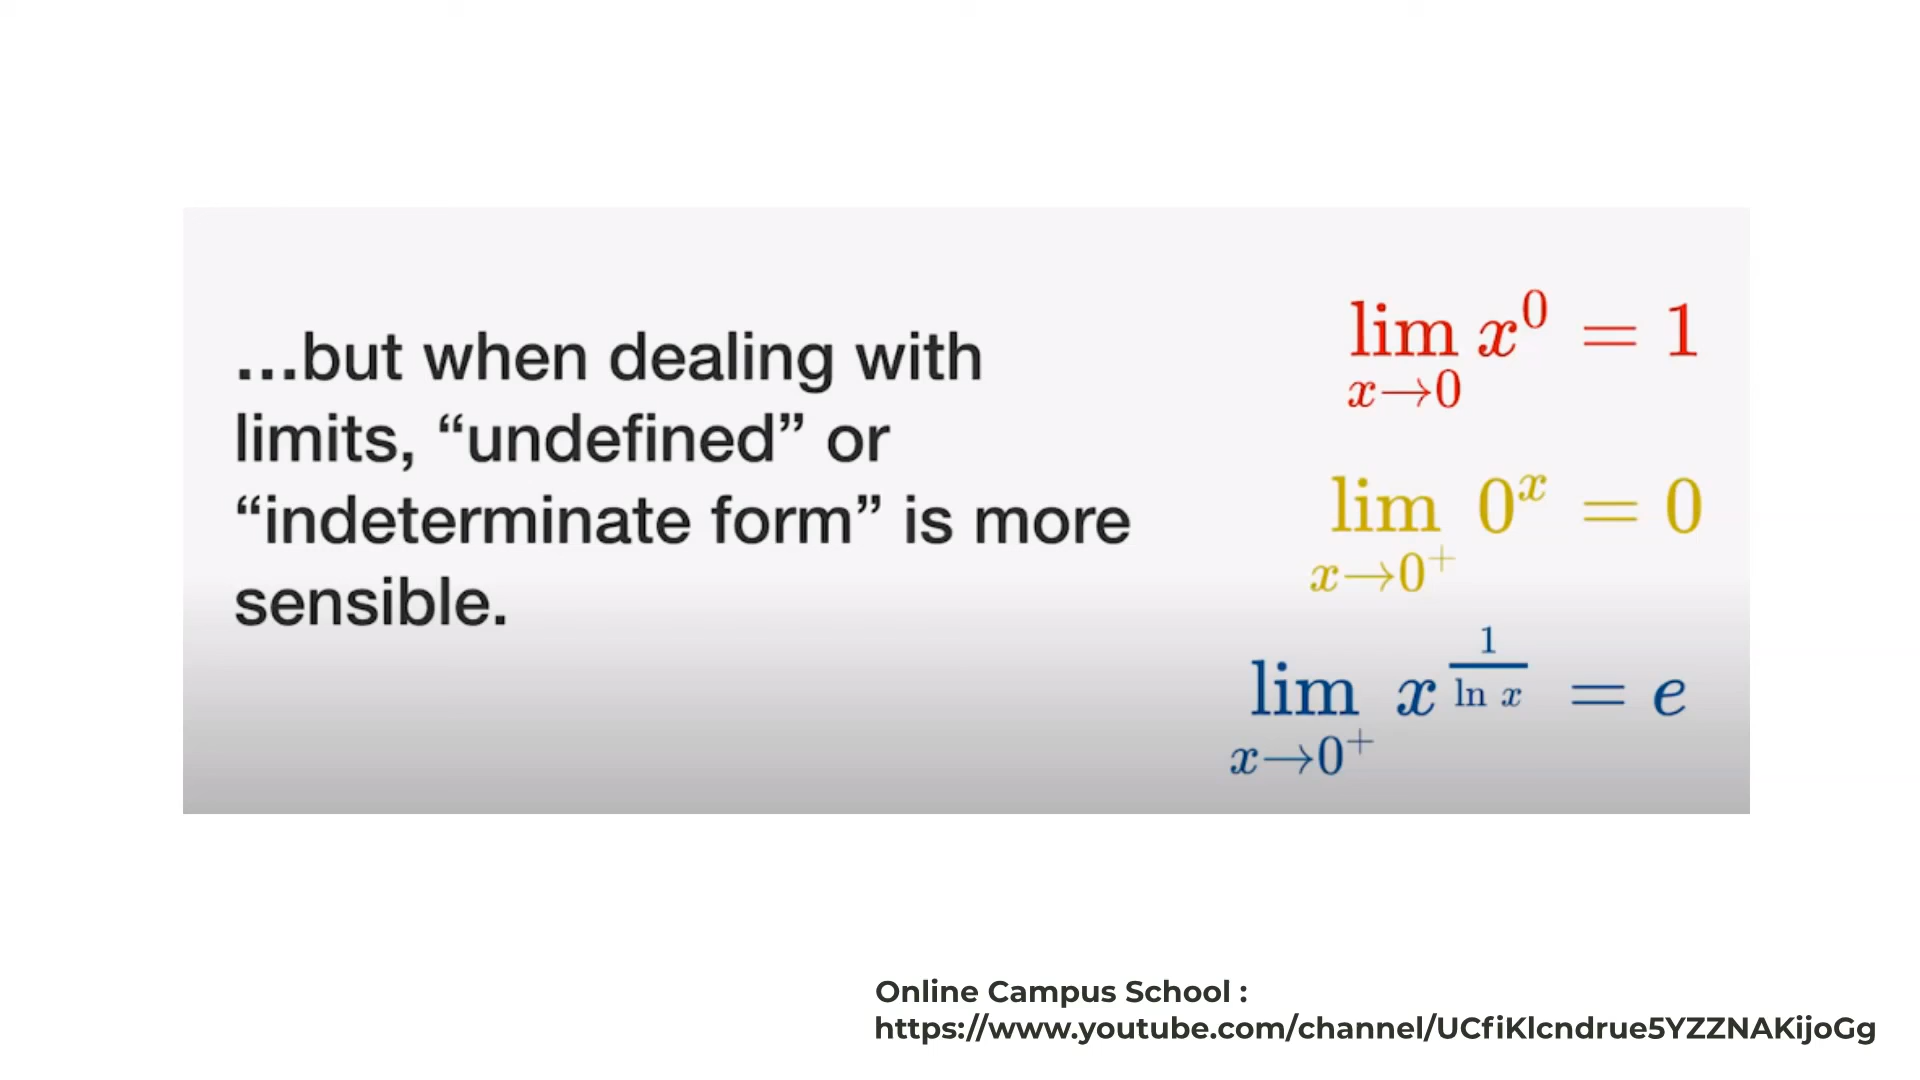 ...but when dealing with
limits, “undefined” or
“indeterminate form” is more
sensible.
lim x→0 x^0 = 1
lim x→0^+ 0^x = 0
lim x→0^+ x^(1/ln x) = e
Online Campus School :
https://www.youtube.com/channel/UCfiKlcndrue5YZZNAKijoGg